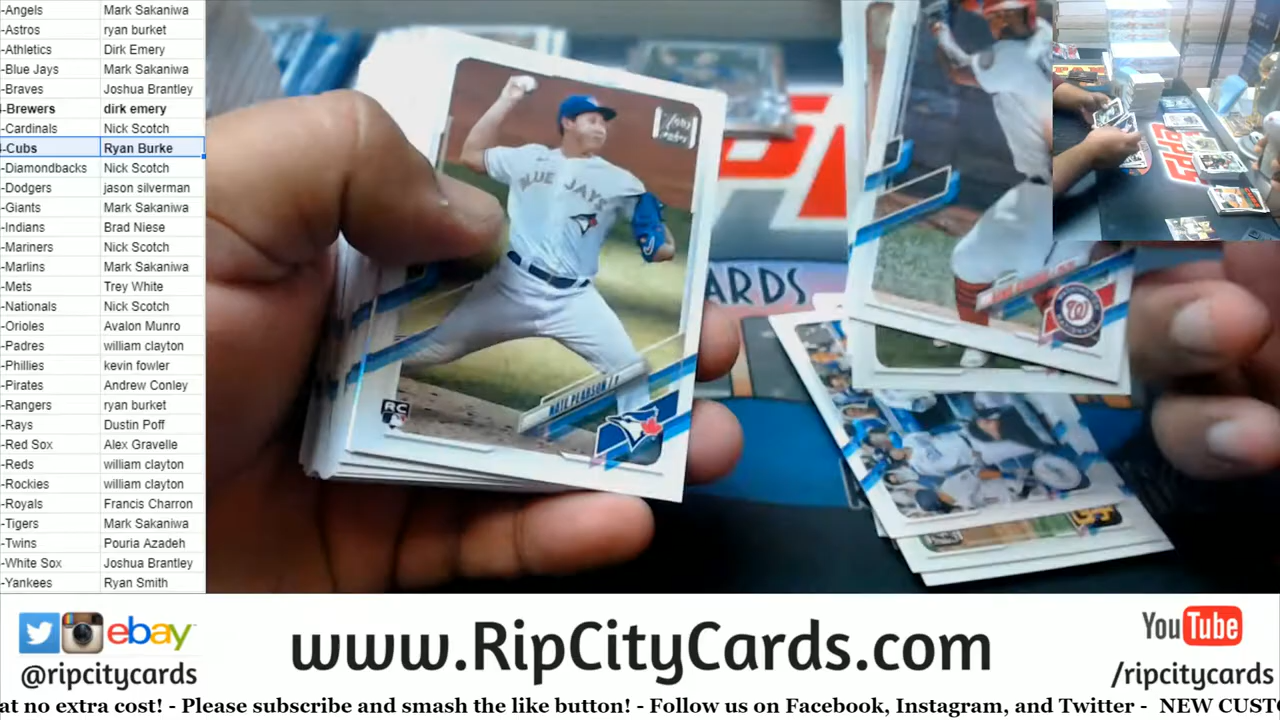 -Angels Mark Sakaniwa
-Astros ryan burket
-Athletics Dirk Emery
-Blue Jays Mark Sakaniwa
-Braves Joshua Brantley
-Brewers dirk emery
-Cardinals Nick Scotch
-Cubs Ryan Burke
-Diamondbacks Nick Scotch
-Dodgers jason silverman
-Giants Mark Sakaniwa
-Indians Brad Niese
-Mariners Nick Scotch
-Marlins Mark Sakaniwa
-Mets Trey White
-Nationals Nick Scotch
-Orioles Avalon Munro
-Padres william clayton
-Phillies kevin fowler
-Pirates Andrew Conley
-Rangers ryan burket
-Rays Dustin Poff
-Red Sox Alex Gravelle
-Reds william clayton
-Rockies william clayton
-Royals Francis Charron
-Tigers Mark Sakaniwa
-Twins Pouria Azadeh
-White Sox Joshua Brantley
-Yankees Ryan Smith
BLUE JAYS
NATE PEARSON / P
RC
ARDS
W
ebay
@ripcitycards
www.RipCityCards.com
YouTube
/ripcitycards
at no extra cost! - Please subscribe and smash the like button! - Follow us on Facebook, Instagram, and Twitter - NEW CUST